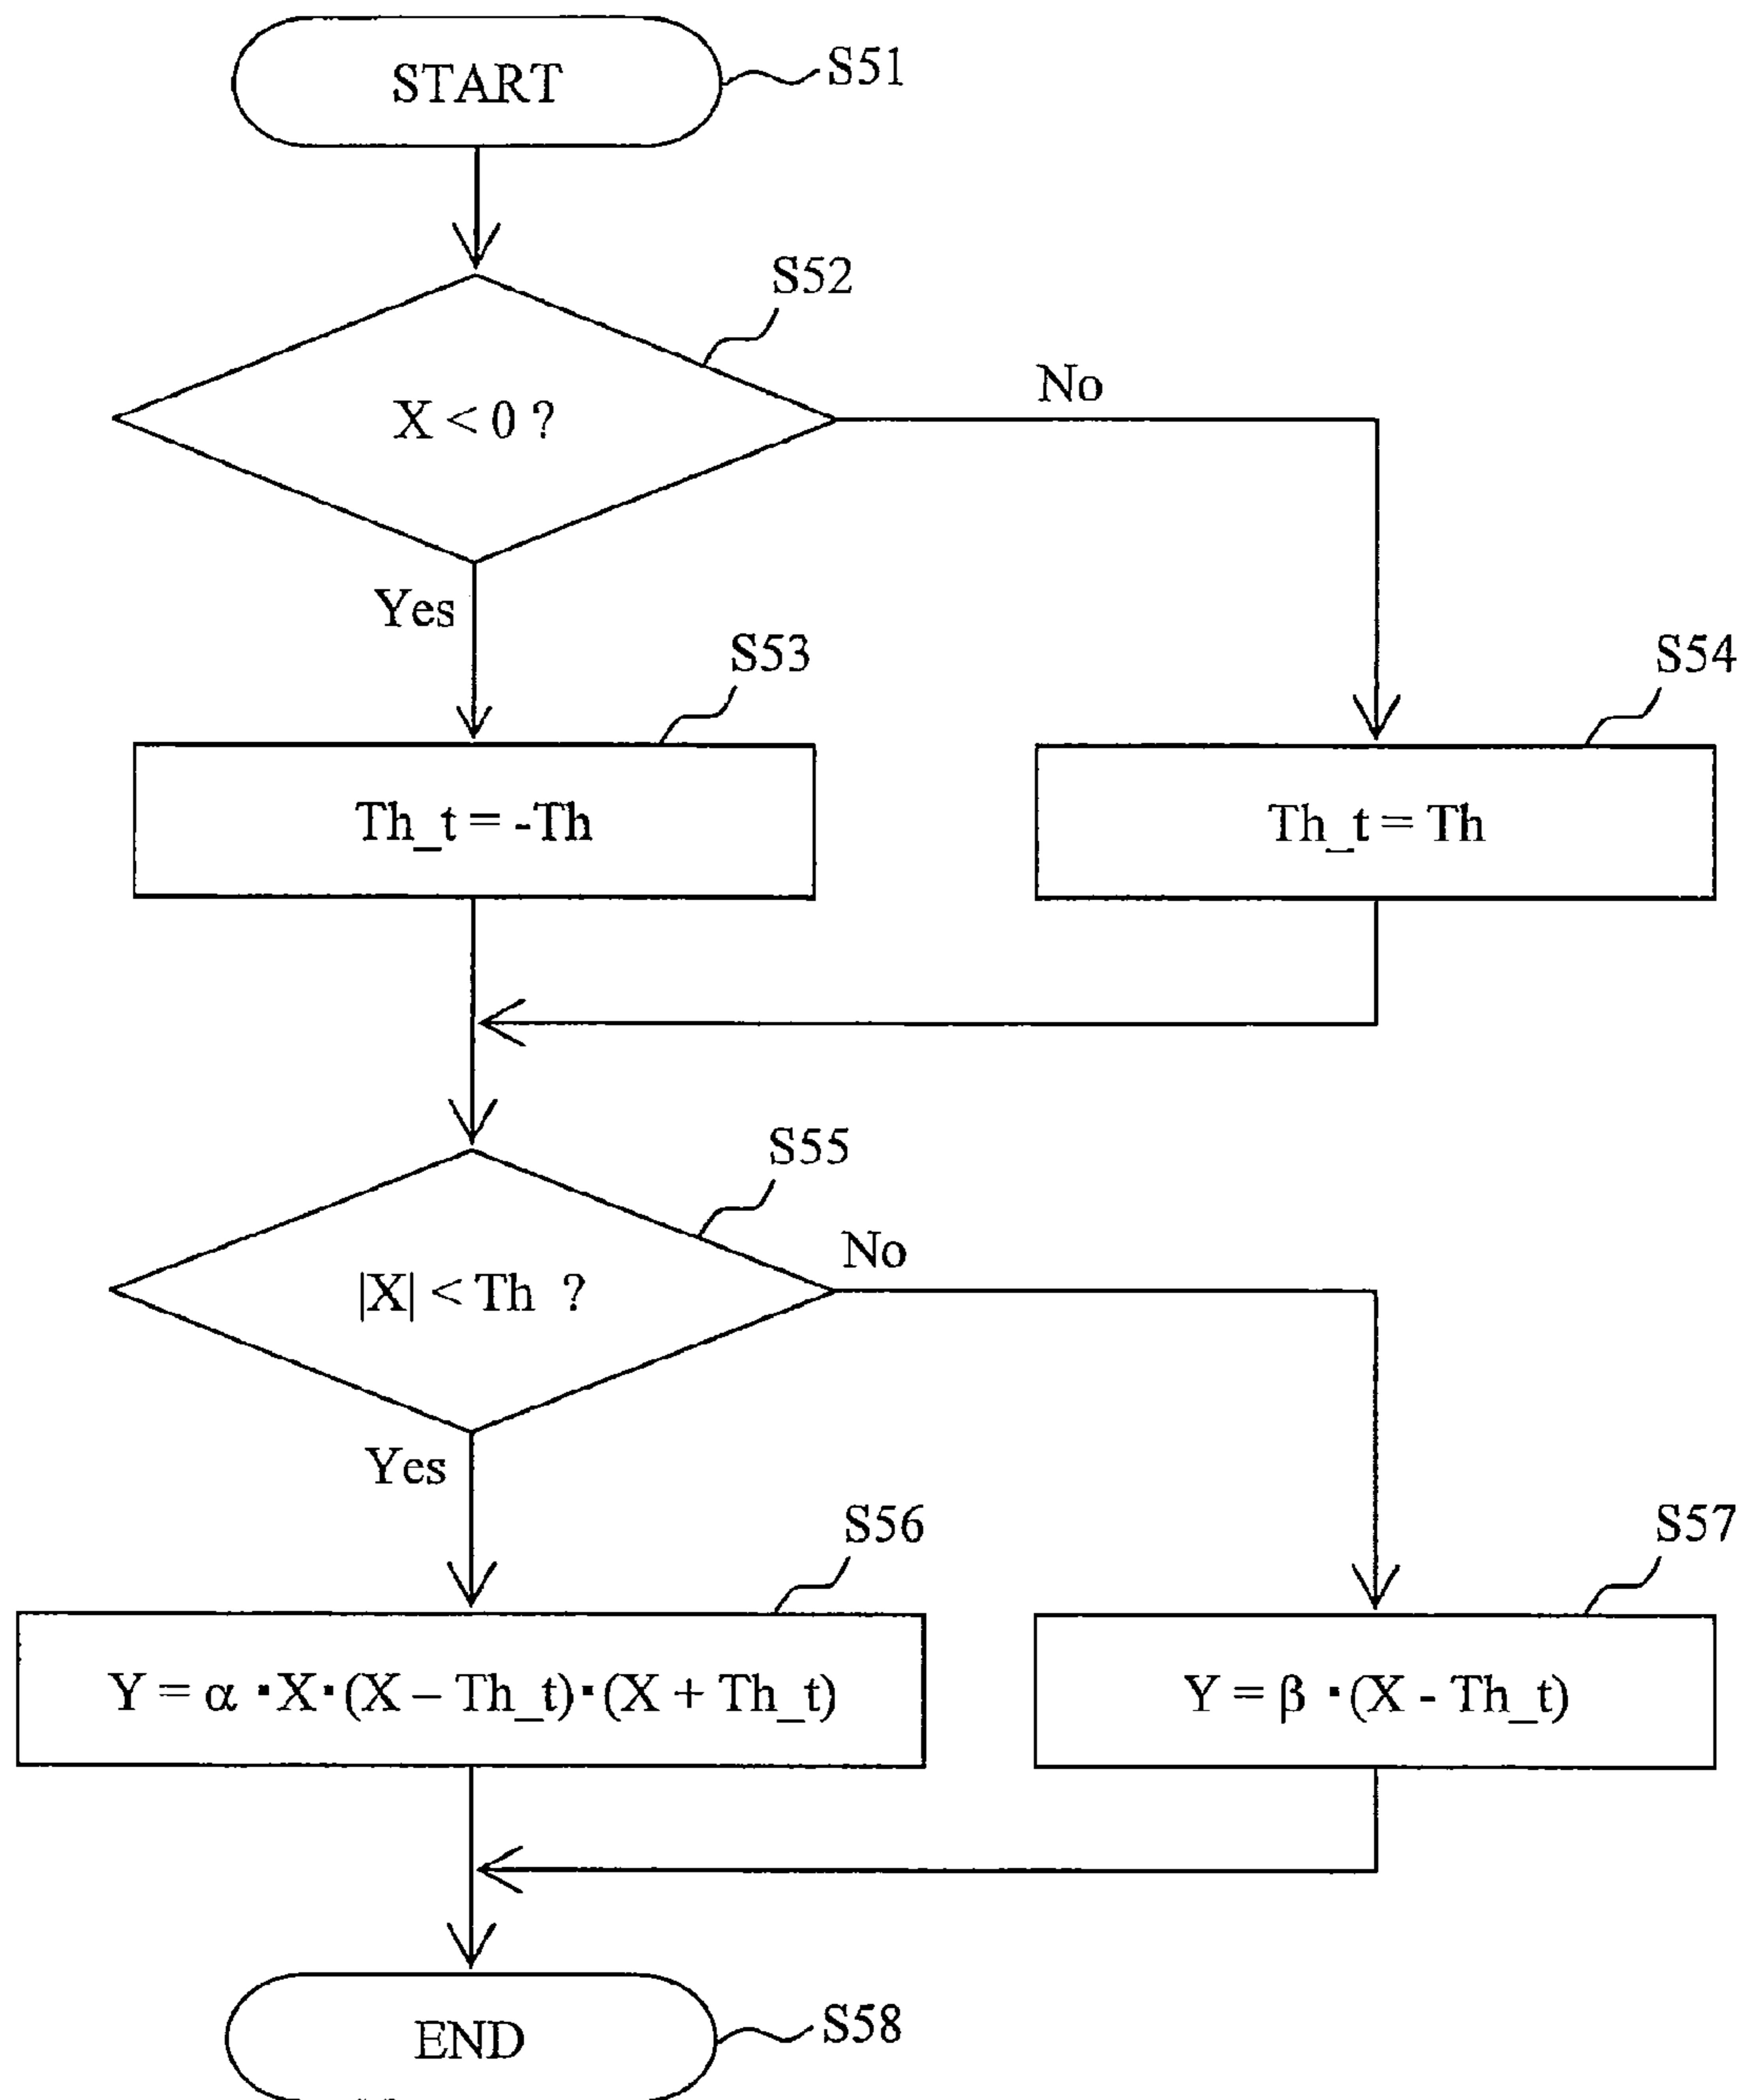 START
S51
S52
X < 0 ?
No
Yes
S53
S54
Th_t = -Th
Th_t = Th
S55
|X| < Th ?
No
Yes
S56
S57
Y = α ·X·(X – Th_t)·(X + Th_t)
Y = β ·(X - Th_t)
END
S58